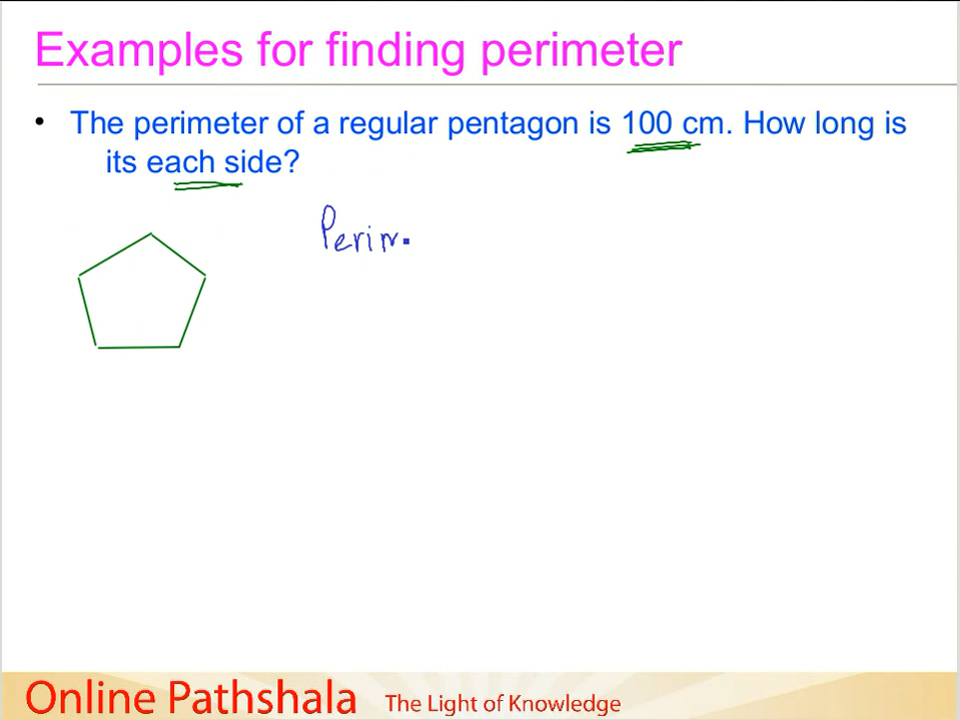 Examples for finding perimeter
• The perimeter of a regular pentagon is 100 cm. How long is
its each side?
Perim
Online Pathshala The Light of Knowledge